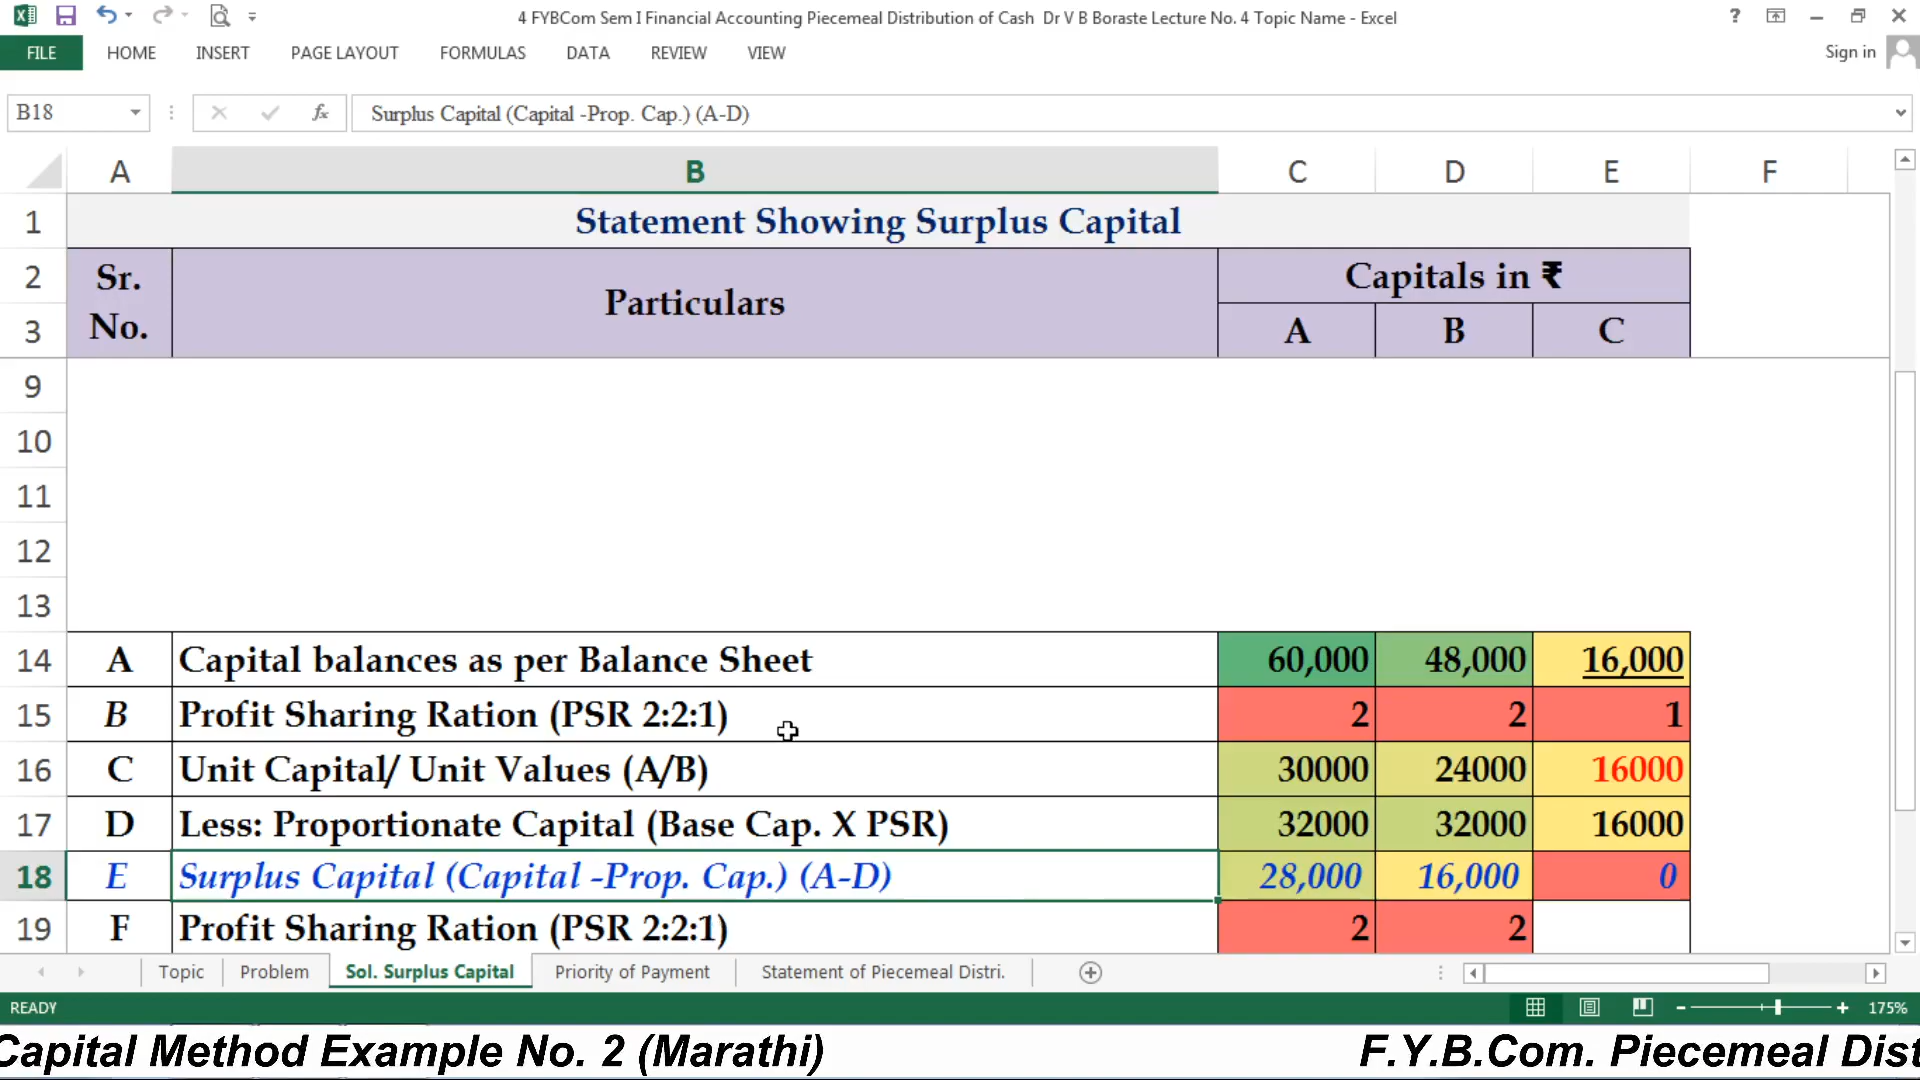 4 FYBCom Sem I Financial Accounting Piecemeal Distribution of Cash Dr V B Boraste Lecture No. 4 Topic Name - Excel
?
FILE HOME INSERT PAGE LAYOUT FORMULAS DATA REVIEW VIEW Sign in
B18 fx Surplus Capital (Capital -Prop. Cap.) (A-D)
A B C D E F
1 Statement Showing Surplus Capital
2 Sr. Particulars Capitals in ₹
3 No. A B C
9
10
11
12
13
14 A Capital balances as per Balance Sheet 60,000 48,000 16,000
15 B Profit Sharing Ration (PSR 2:2:1) 2 2 1
16 C Unit Capital/ Unit Values (A/B) 30000 24000 16000
17 D Less: Proportionate Capital (Base Cap. X PSR) 32000 32000 16000
18 E Surplus Capital (Capital -Prop. Cap.) (A-D) 28,000 16,000 0
19 F Profit Sharing Ration (PSR 2:2:1) 2 2
Topic Problem Sol. Surplus Capital Priority of Payment Statement of Piecemeal Distri.
READY 175%
Capital Method Example No. 2 (Marathi) F.Y.B.Com. Piecemeal Dist